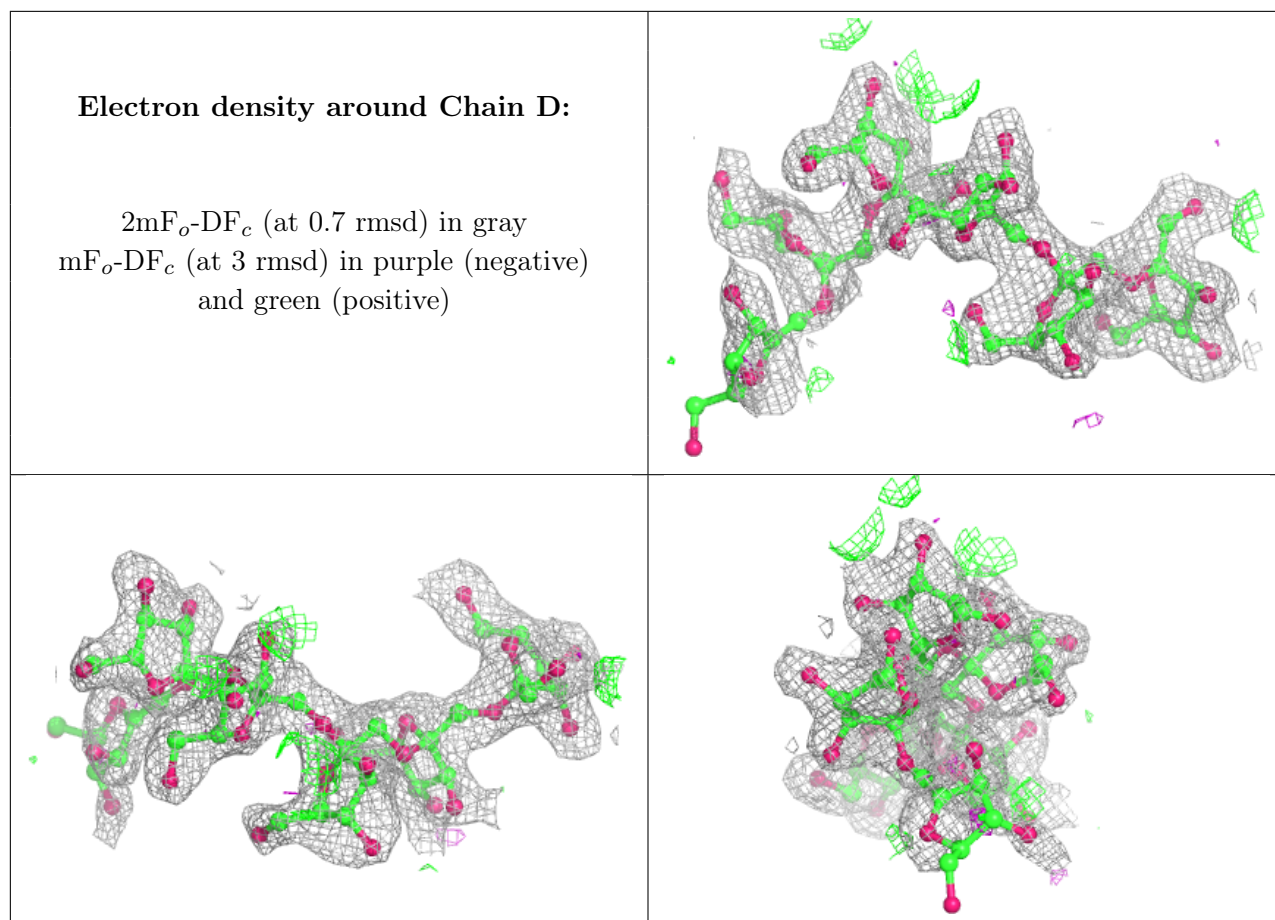 Electron density around Chain D:
2mFo-DFc (at 0.7 rmsd) in gray
mFo-DFc (at 3 rmsd) in purple (negative)
and green (positive)